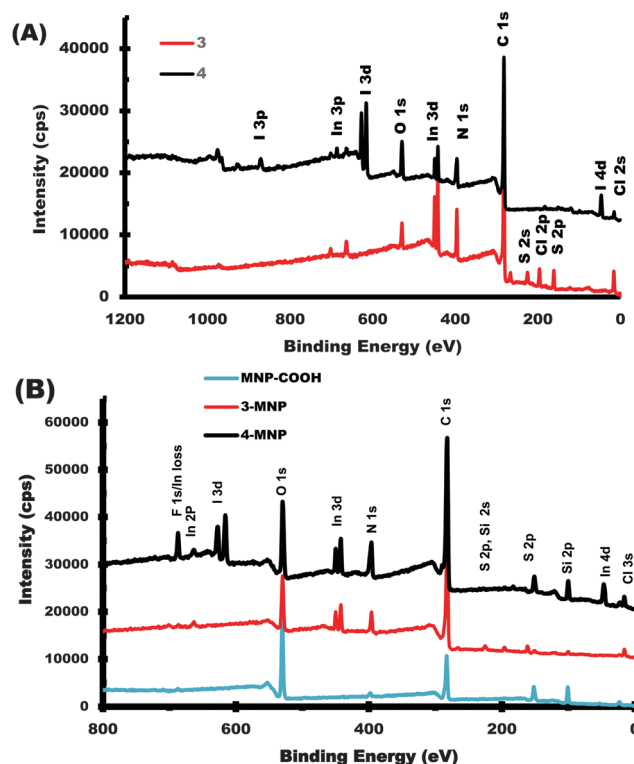 (A)
3
4
C 1s
I 3d
I 3p
In 3p
O 1s
In 3d
N 1s
I 4d
Cl 2s
S 2s
Cl 2p
S 2p
40000
30000
20000
10000
0
Intensity (cps)
1200 1000 800 600 400 200 0
Binding Energy (eV)
(B)
MNP-COOH
3-MNP
4-MNP
F 1s/In loss
In 2P
I 3d
O 1s
In 3d
N 1s
C 1s
S 2p, Si 2s
S 2p
Si 2p
In 4d
Cl 3s
60000
50000
40000
30000
20000
10000
0
Intensity (cps)
800 600 400 200 0
Binding Energy (eV)